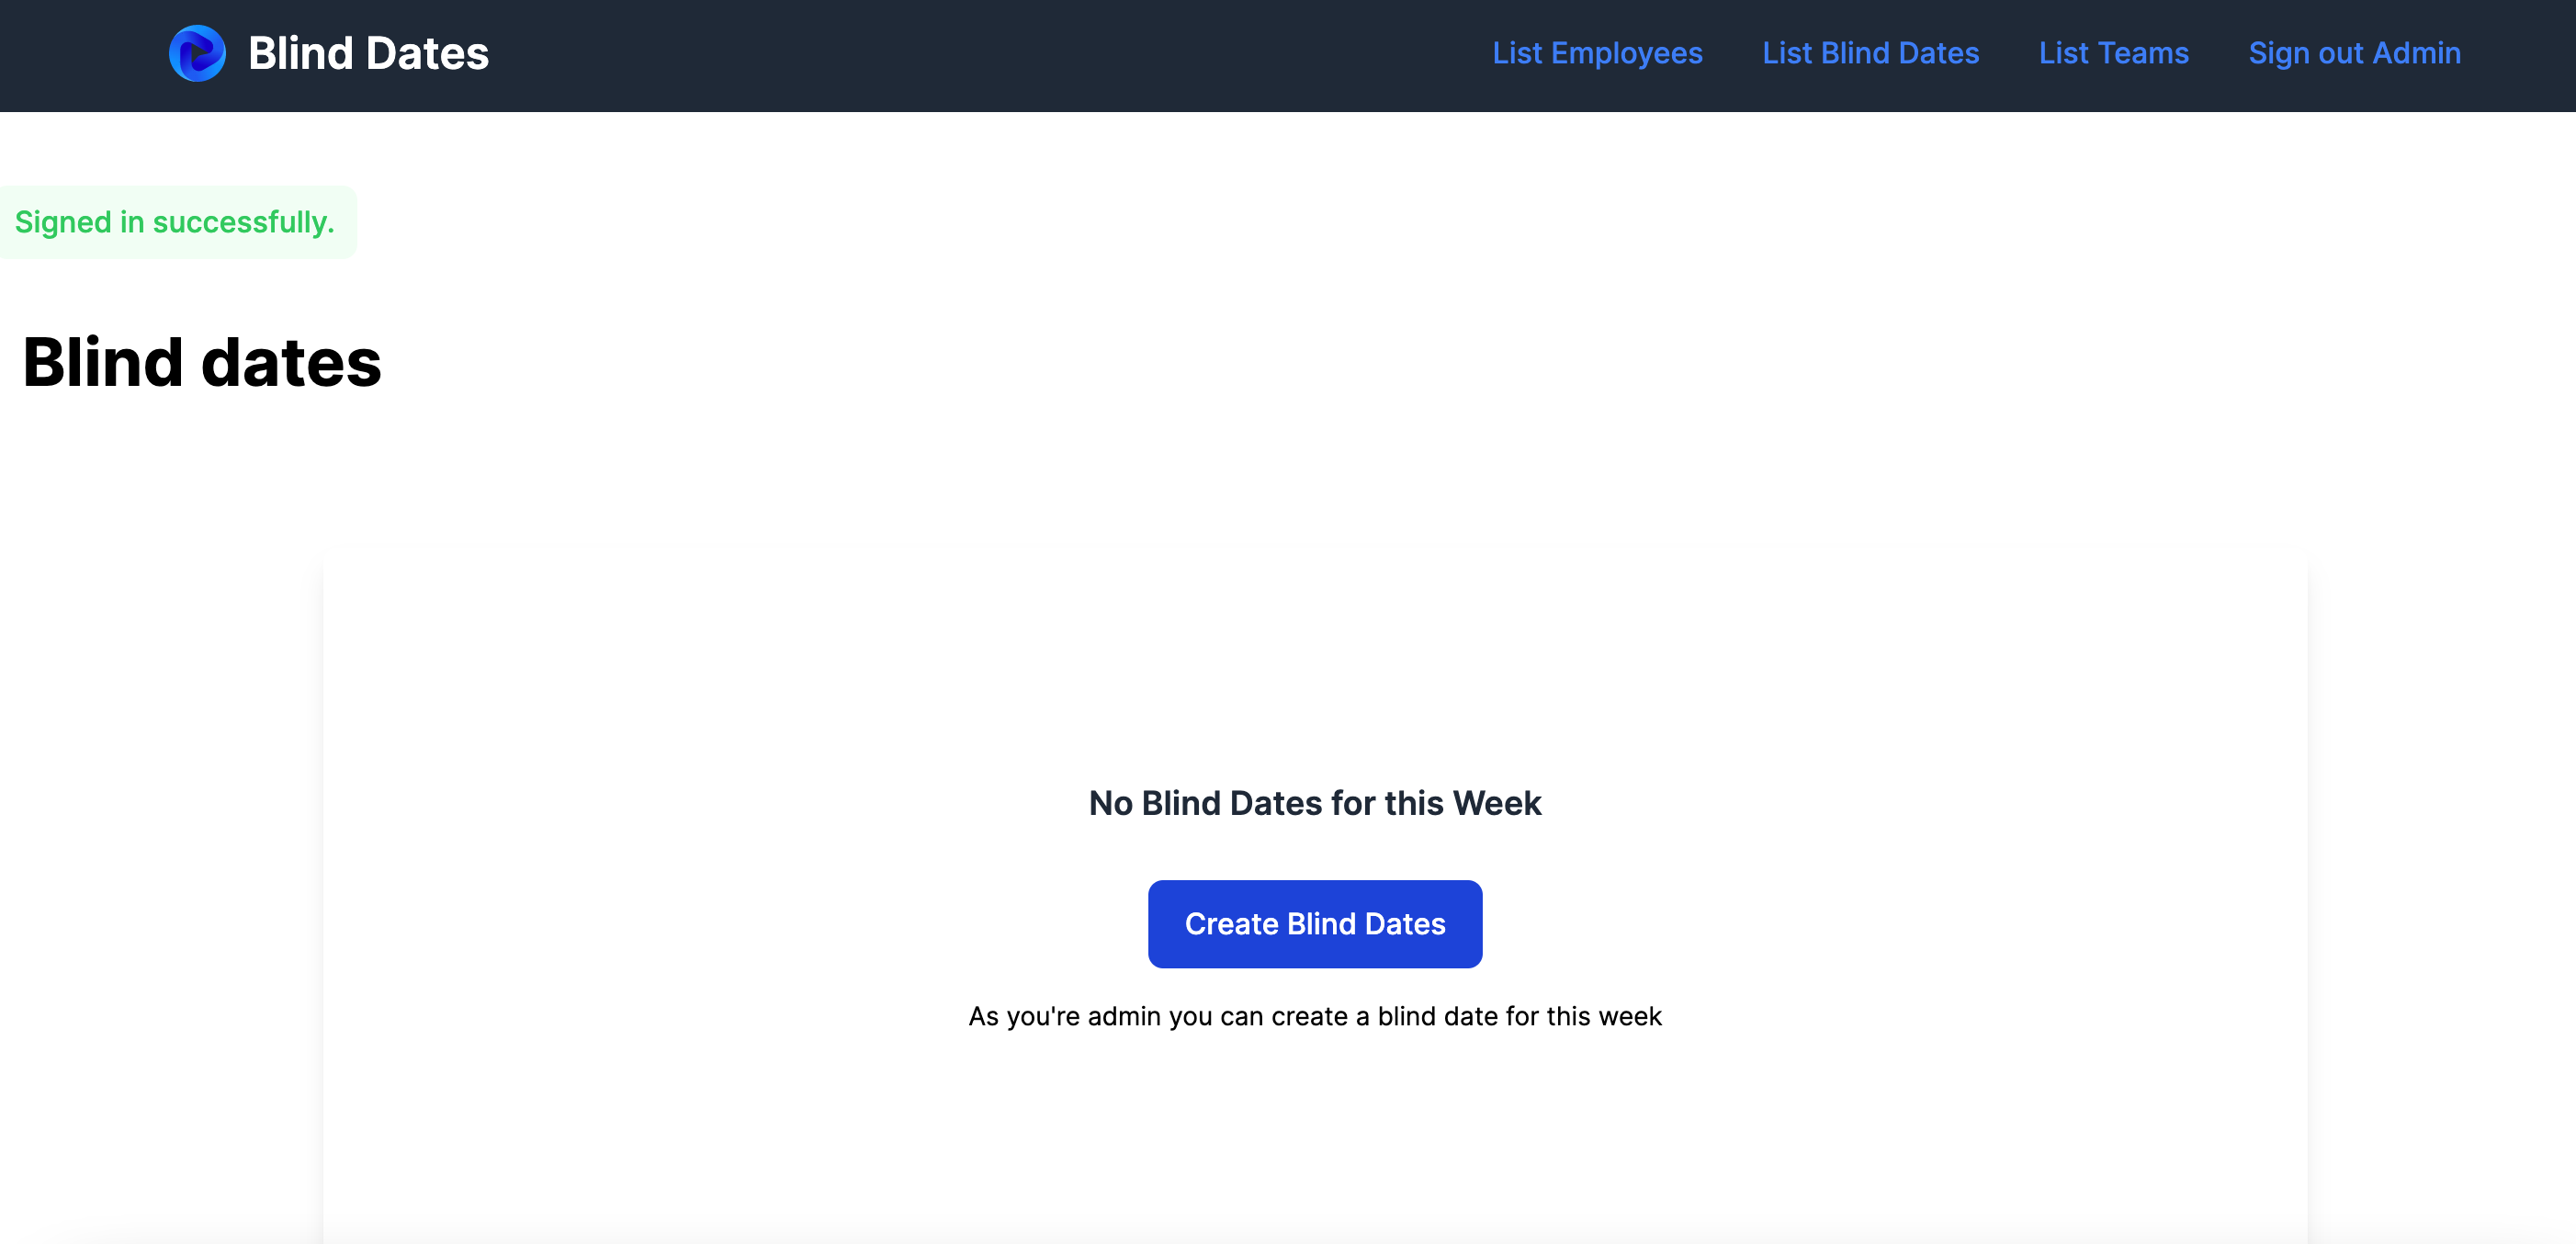 Blind Dates
List Employees
List Blind Dates
List Teams
Sign out Admin
Signed in successfully.
Blind dates
No Blind Dates for this Week
Create Blind Dates
As you're admin you can create a blind date for this week